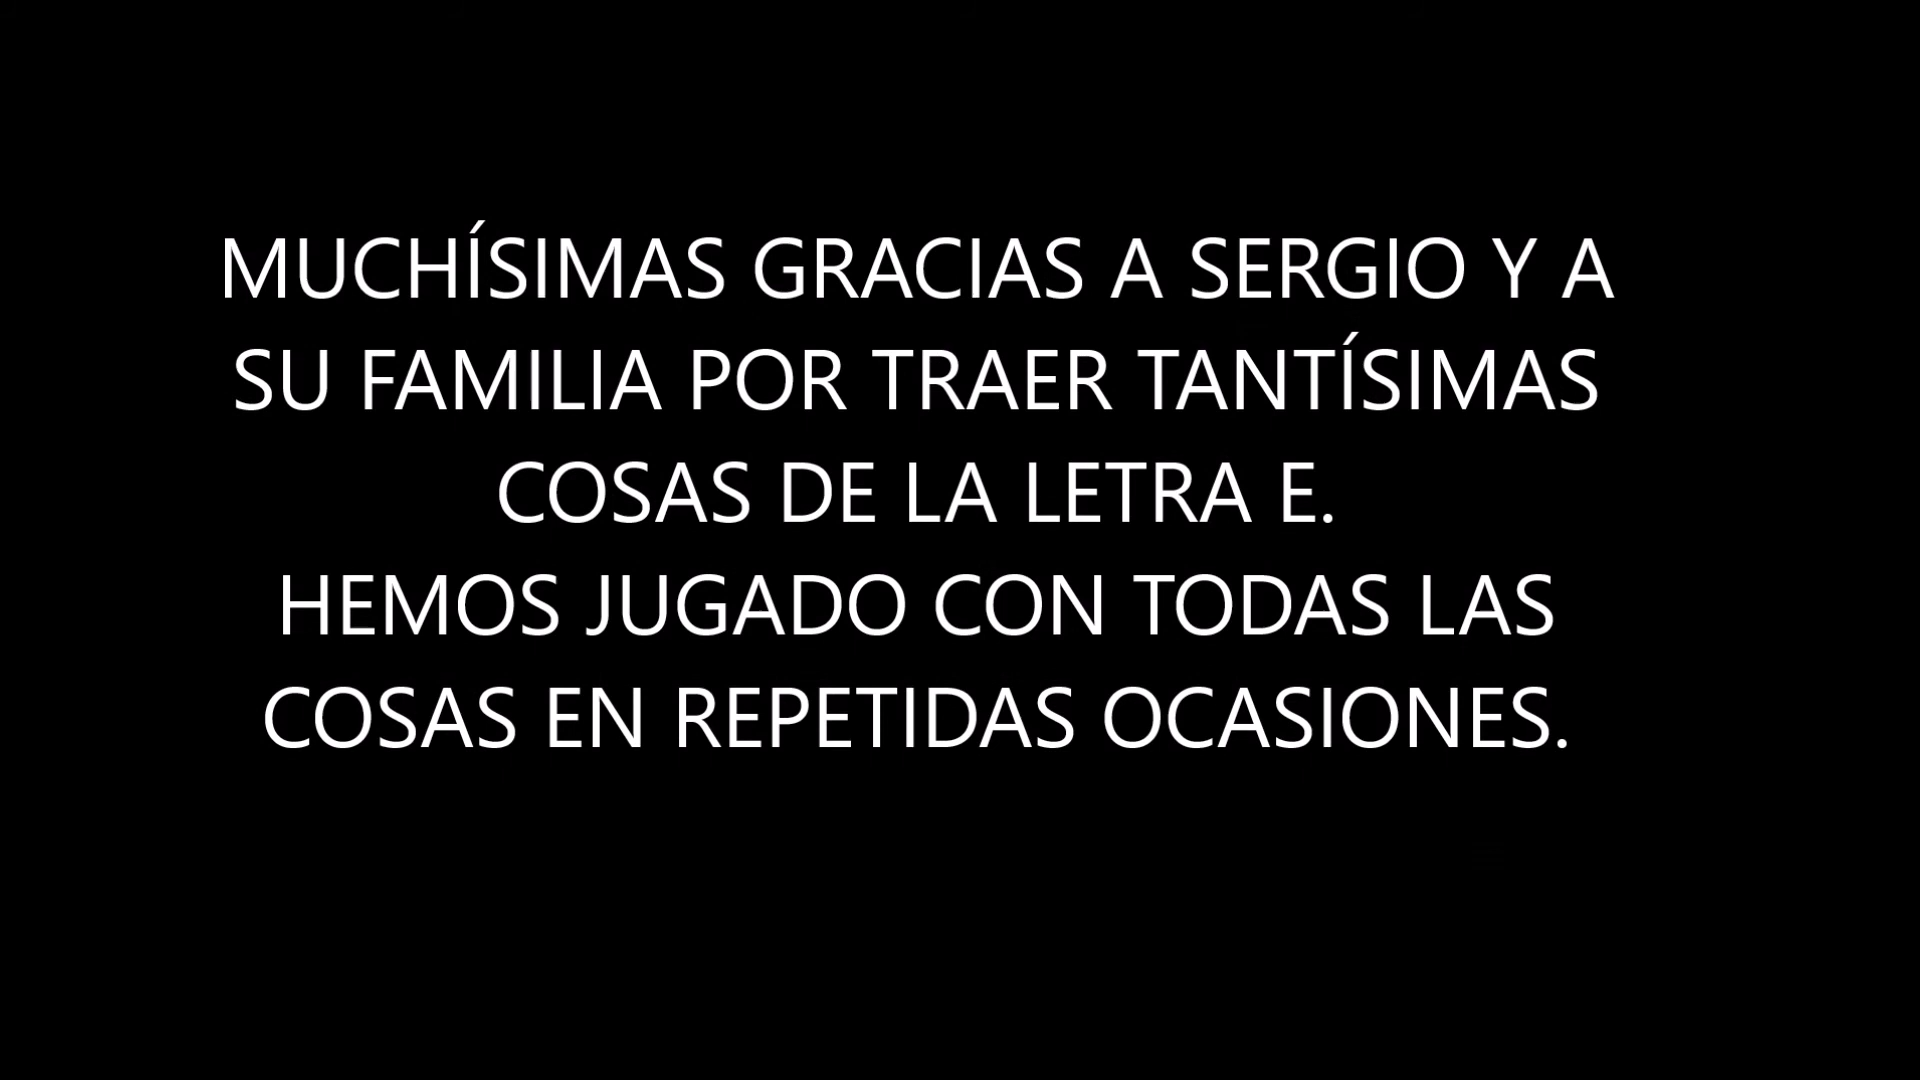 MUCHÍSIMAS GRACIAS A SERGIO Y A
SU FAMILIA POR TRAER TANTÍSIMAS
COSAS DE LA LETRA E.
HEMOS JUGADO CON TODAS LAS
COSAS EN REPETIDAS OCASIONES.